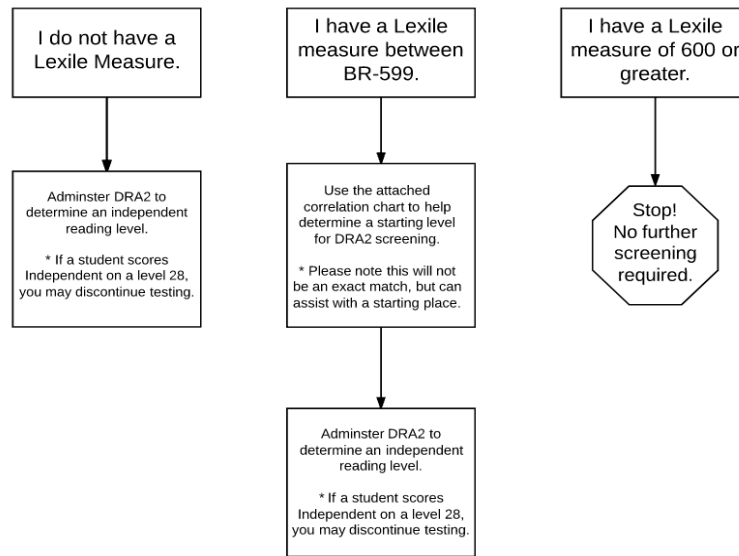 I do not have a
Lexile Measure.
Adminster DRA2 to
determine an independent
reading level.
* If a student scores
Independent on a level 28,
you may discontinue testing.
I have a Lexile
measure between
BR-599.
Use the attached
correlation chart to help
determine a starting level
for DRA2 screening.
* Please note this will not
be an exact match, but can
assist with a starting place.
Adminster DRA2 to
determine an independent
reading level.
* If a student scores
Independent on a level 28,
you may discontinue testing.
I have a Lexile
measure of 600 or
greater.
Stop!
No further
screening
required.